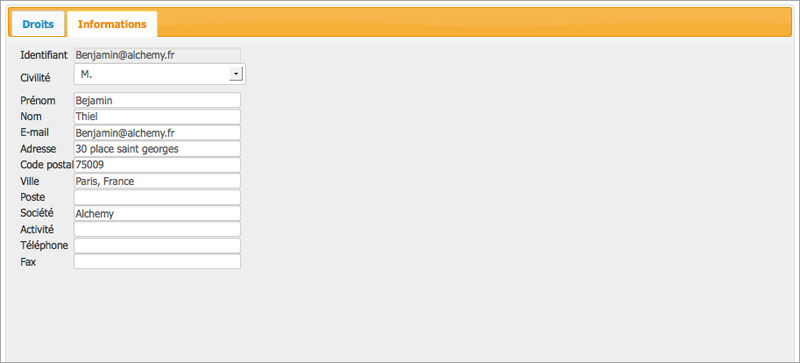 Droits Informations
Identifiant Benjamin@alchemy.fr
Civilité M.
Prénom Bejamin
Nom Thiel
E-mail Benjamin@alchemy.fr
Adresse 30 place saint georges
Code postal 75009
Ville Paris, France
Poste
Société Alchemy
Activité
Téléphone
Fax